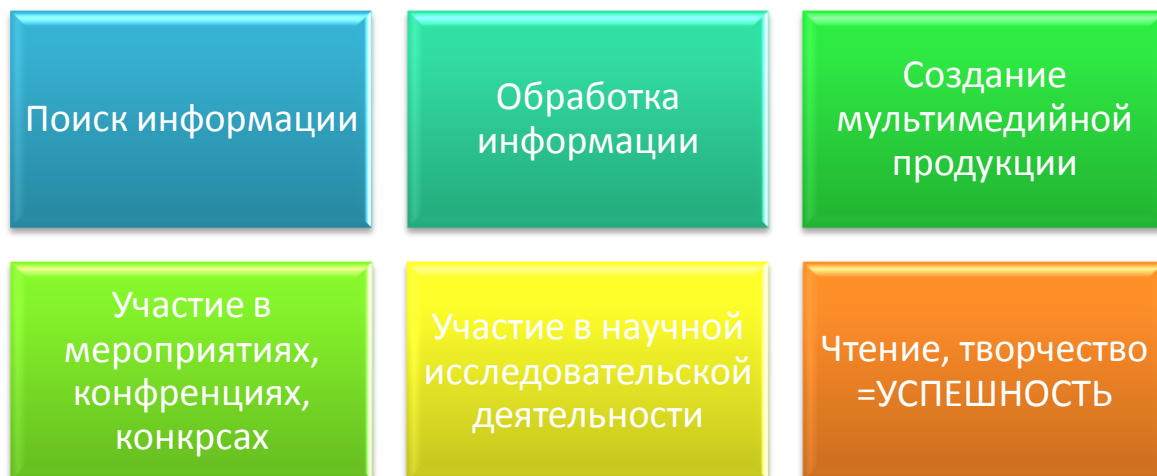 Поиск информации
Обработка
информации
Создание
мультимедийной
продукции
Участие в
мероприятиях,
конфренциях,
конкрсах
Участие в научной
исследовательской
деятельности
Чтение, творчество
=УСПЕШНОСТЬ